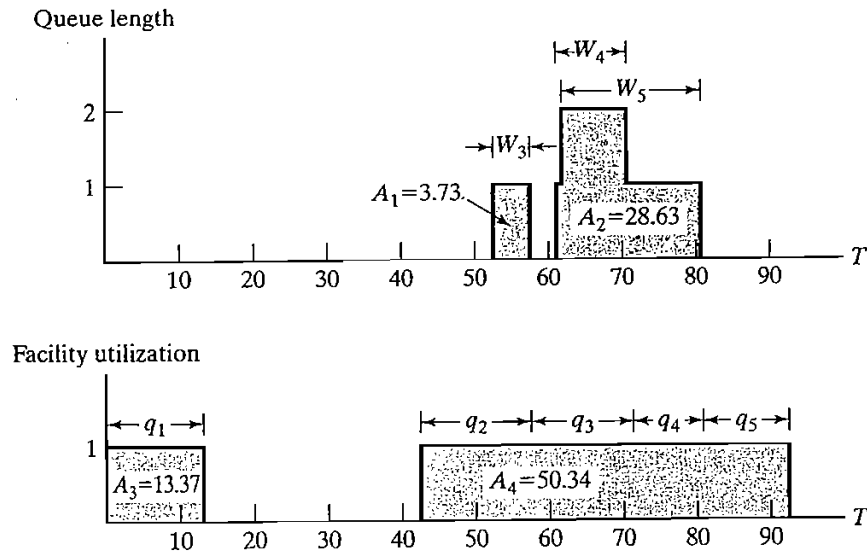 Queue length
W₄
W₅
2
W₃
1
A₁=3.73
A₂=28.63
10 20 30 40 50 60 70 80 90 T
Facility utilization
q₁ q₂ q₃ q₄ q₅
1
A₃=13.37 A₄=50.34
10 20 30 40 50 60 70 80 90 T